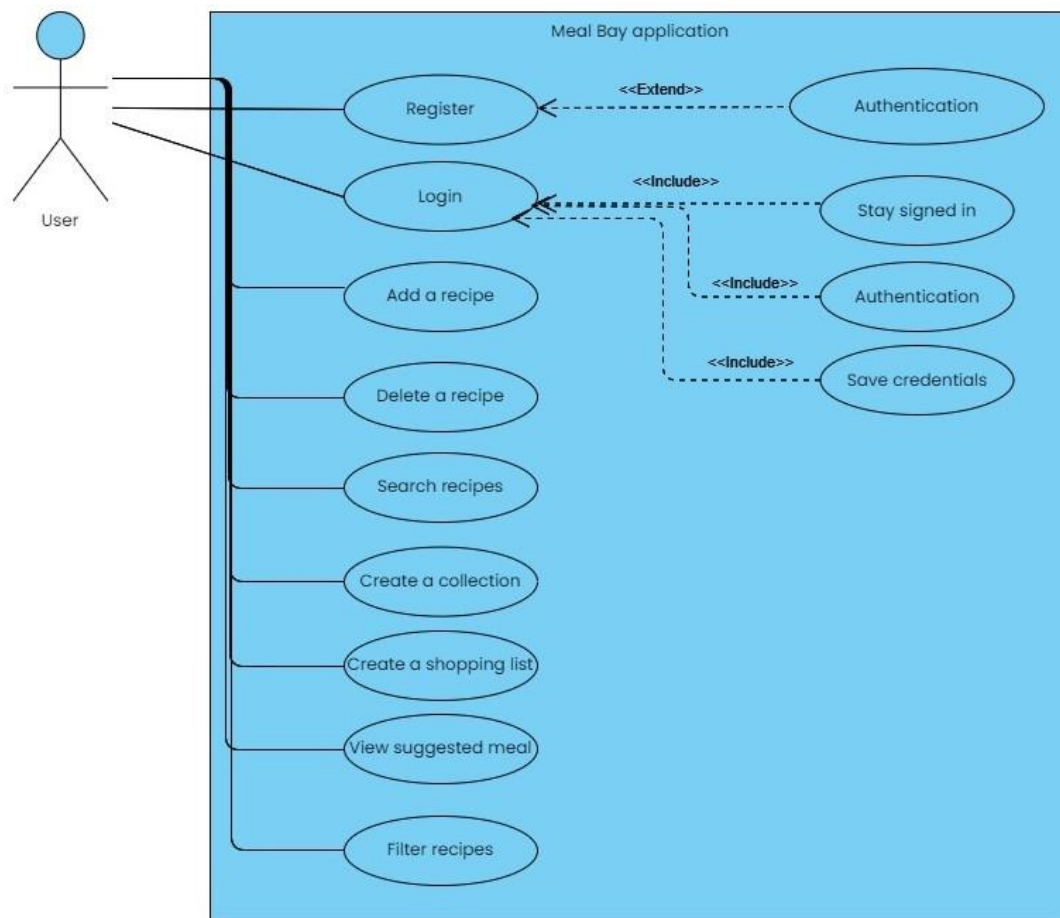 Meal Bay application
User
Register
<<Extend>>
Authentication
Login
<<Include>>
Stay signed in
Add a recipe
<<Include>>
Authentication
Delete a recipe
<<Include>>
Save credentials
Search recipes
Create a collection
Create a shopping list
View suggested meal
Filter recipes